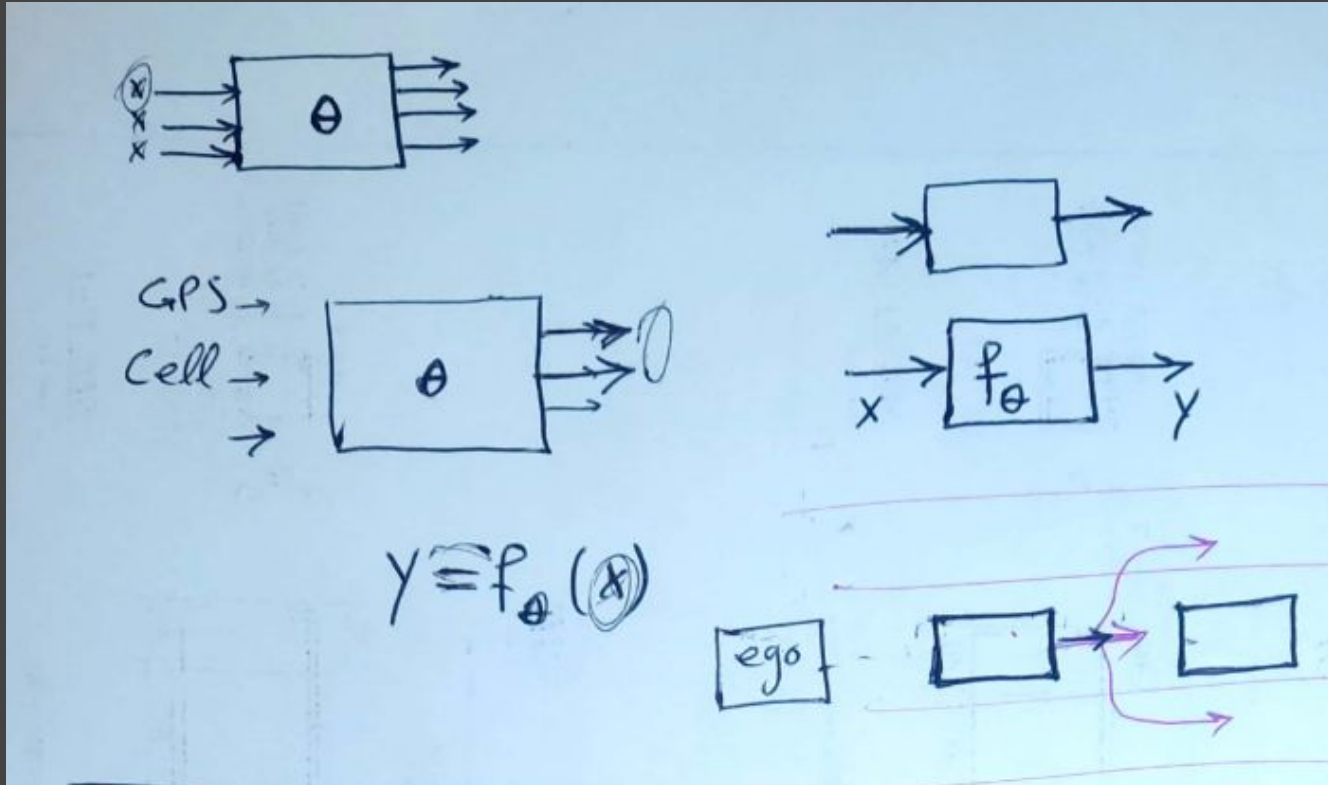 x
x
x
θ
GPS →
Cell →
→
θ
fθ
x
y
y = fθ (x)
ego